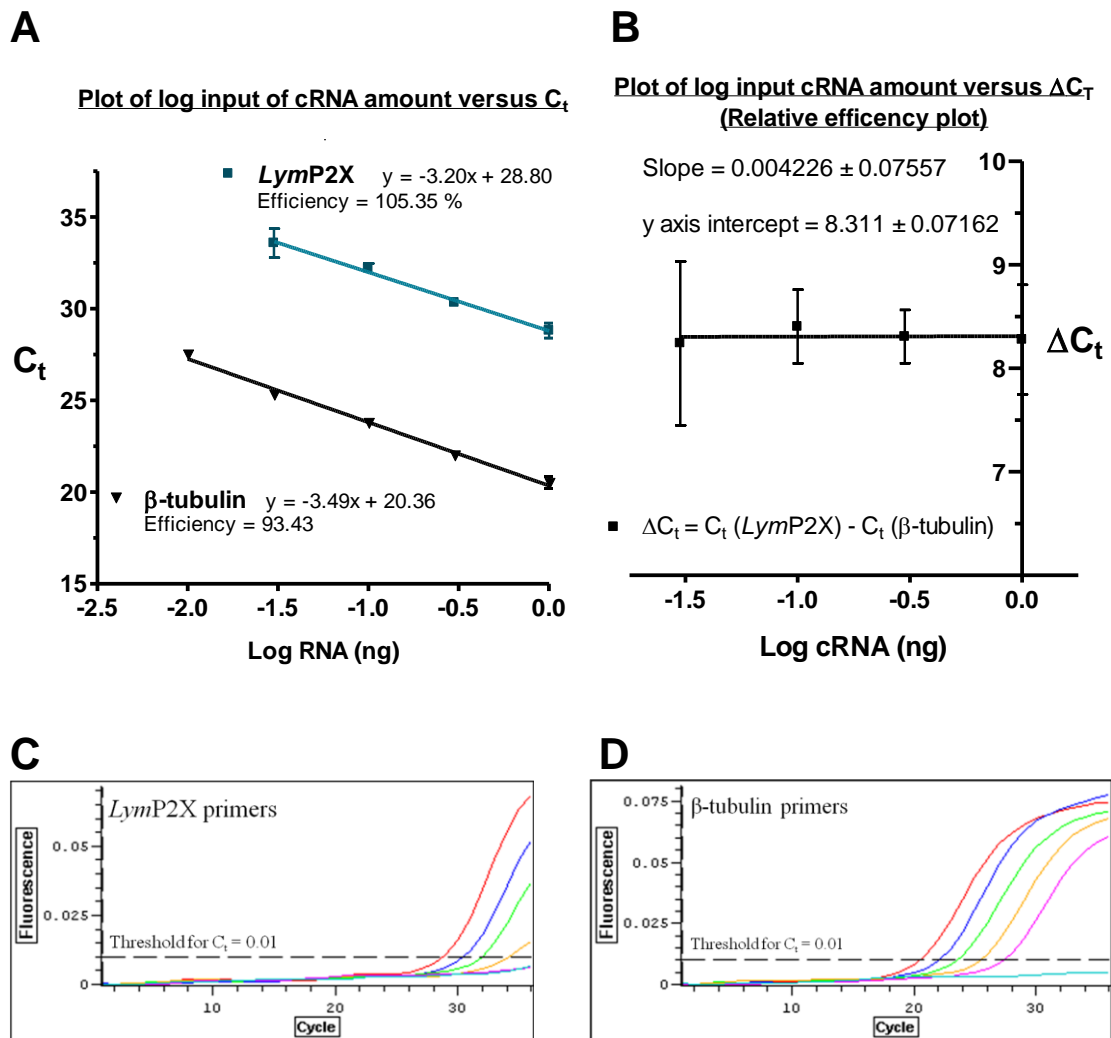 A
Plot of log input of cRNA amount versus Ct
LymP2X y = -3.20x + 28.80
Efficiency = 105.35 %
35
30
Ct
25
20
β-tubulin y = -3.49x + 20.36
Efficiency = 93.43
15
-2.5 -2.0 -1.5 -1.0 -0.5 0.0
Log RNA (ng)
B
Plot of log input cRNA amount versus ΔCT
(Relative efficency plot)
10
Slope = 0.004226 ± 0.07557
y axis intercept = 8.311 ± 0.07162
9
ΔCt
8
7
ΔCt = Ct (LymP2X) - Ct (β-tubulin)
-1.5 -1.0 -0.5 0.0
Log cRNA (ng)
C
LymP2X primers
Fluorescence
0.05
0.025
Threshold for Ct = 0.01
0
10 20 30
Cycle
D
β-tubulin primers
Fluorescence
0.075
0.05
0.025
Threshold for Ct = 0.01
0
10 20 30
Cycle